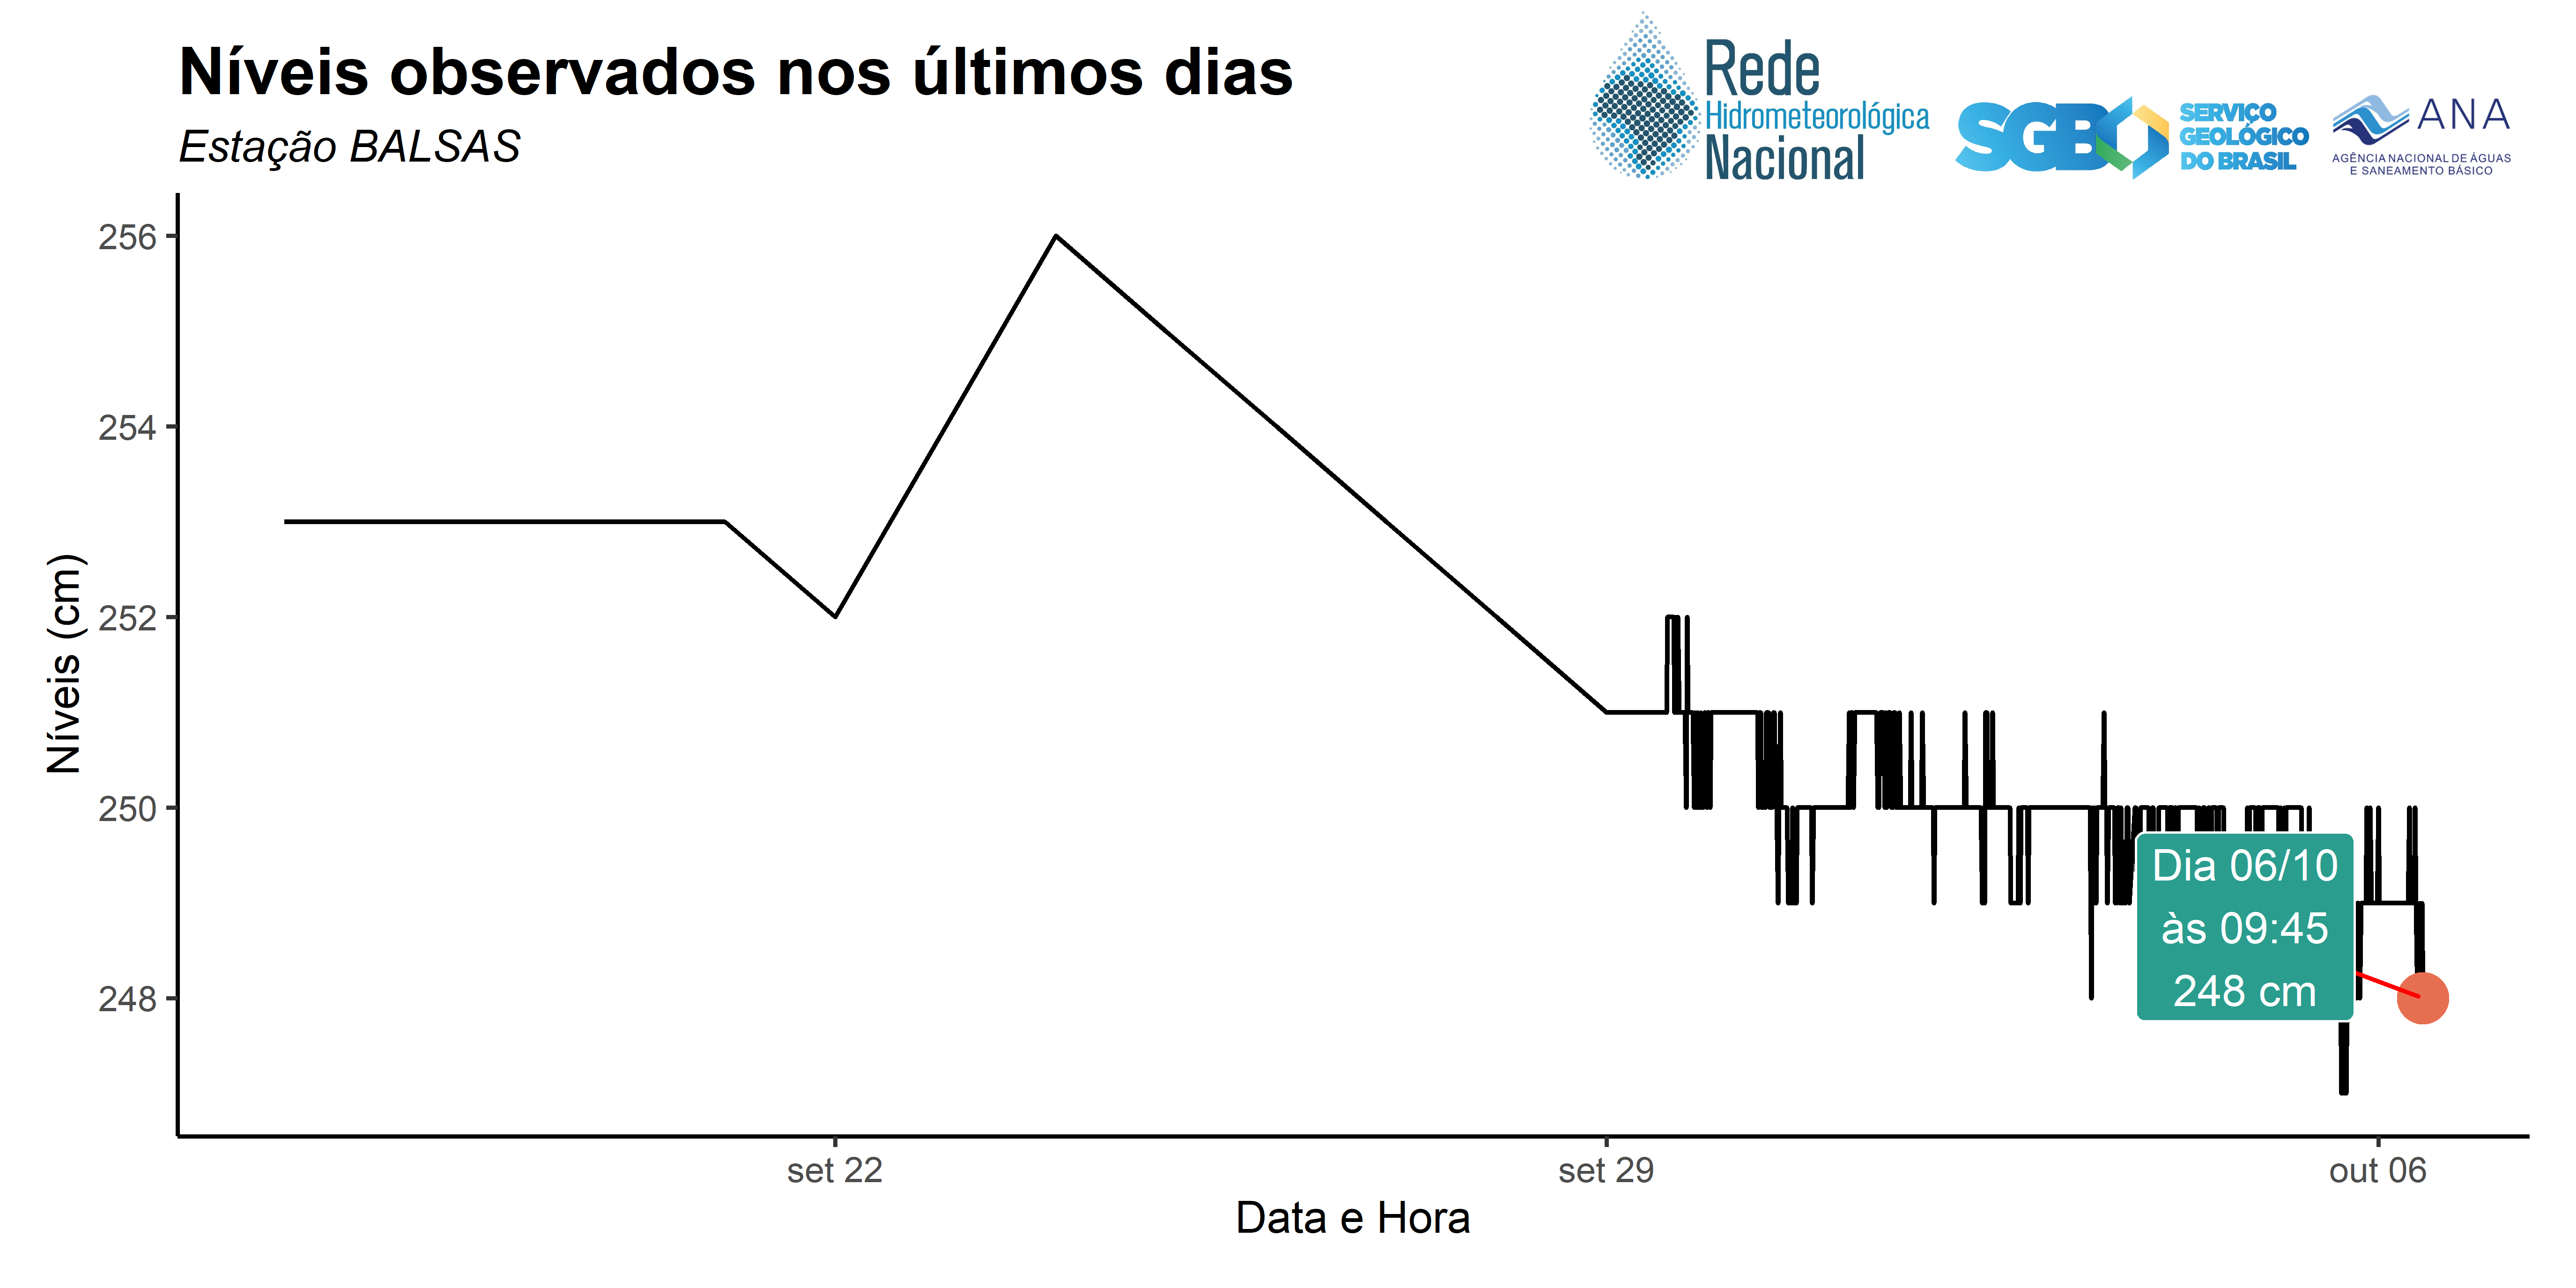 Níveis observados nos últimos dias
Estação BALSAS
Rede
Hidrometeorológica
Nacional
SGB
SERVIÇO
GEOLÓGICO
DO BRASIL
ANA
AGÊNCIA NACIONAL DE ÁGUAS
E SANEAMENTO BÁSICO
Níveis (cm)
256
254
252
250
248
Dia 06/10
às 09:45
248 cm
set 22
set 29
out 06
Data e Hora